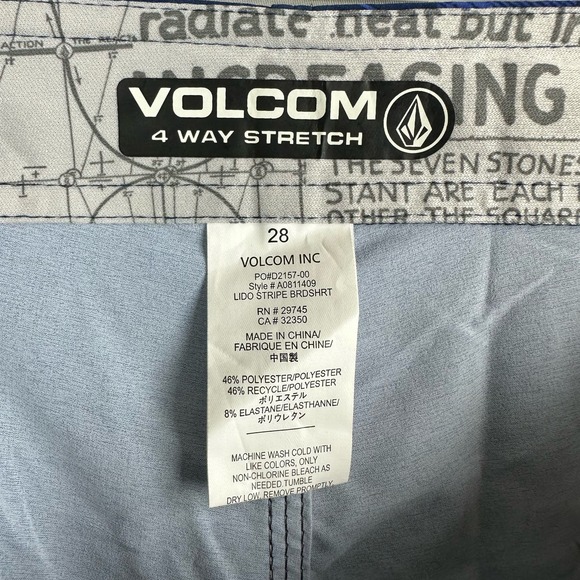 radiate heat but in
ACTION
INCREASING
VOLCOM
4 WAY STRETCH
THE SEVEN STONES
STANT ARE EACH
OTHER THE SQUAR
28
VOLCOM INC
PO#D2157-00
Style # A0811409
LIDO STRIPE BRDSHRT
RN # 29745
CA # 32350
MADE IN CHINA/
FABRIQUE EN CHINE/
中国製
46% POLYESTER/POLYESTER
46% RECYCLE/POLYESTER
ポリエステル
8% ELASTANE/ELASTHANNE/
ポリウレタン
MACHINE WASH COLD WITH
LIKE COLORS, ONLY
NON-CHLORINE BLEACH AS
NEEDED.TUMBLE
DRY LOW. REMOVE PROMPTLY.